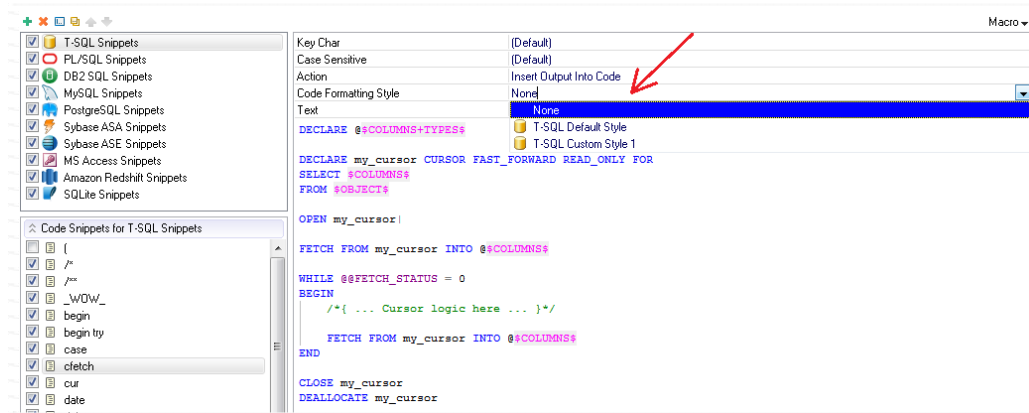 Macro
T-SQL Snippets
PL/SQL Snippets
DB2 SQL Snippets
MySQL Snippets
PostgreSQL Snippets
Sybase ASA Snippets
Sybase ASE Snippets
MS Access Snippets
Amazon Redshift Snippets
SQLite Snippets
Code Snippets for T-SQL Snippets
(
/*
/**
_WOW_
begin
begin try
case
cfetch
cur
date
Key Char (Default)
Case Sensitive (Default)
Action Insert Output Into Code
Code Formatting Style None
Text
None
T-SQL Default Style
T-SQL Custom Style 1
DECLARE @$COLUMNS+TYPES$
DECLARE my_cursor CURSOR FAST_FORWARD READ_ONLY FOR
SELECT $COLUMNS$
FROM $OBJECT$
OPEN my_cursor
FETCH FROM my_cursor INTO @$COLUMNS$
WHILE @@FETCH_STATUS = 0
BEGIN
/*{ ... Cursor logic here ... }*/
FETCH FROM my_cursor INTO @$COLUMNS$
END
CLOSE my_cursor
DEALLOCATE my_cursor